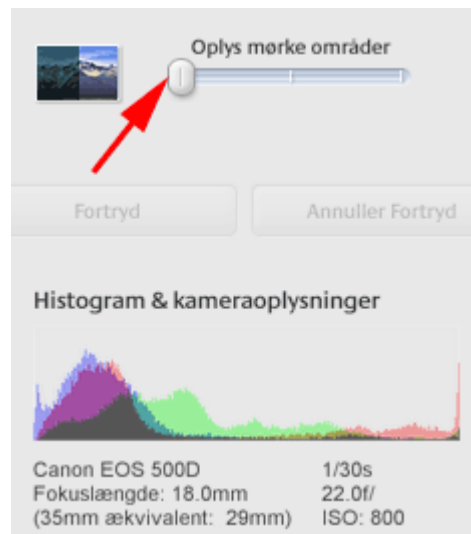 Oplys mørke områder
Fortryd
Annuller Fortryd
Histogram & kameraoplysninger
Canon EOS 500D
1/30s
Fokuslængde: 18.0mm
22.0f/
(35mm ækvivalent: 29mm)
ISO: 800